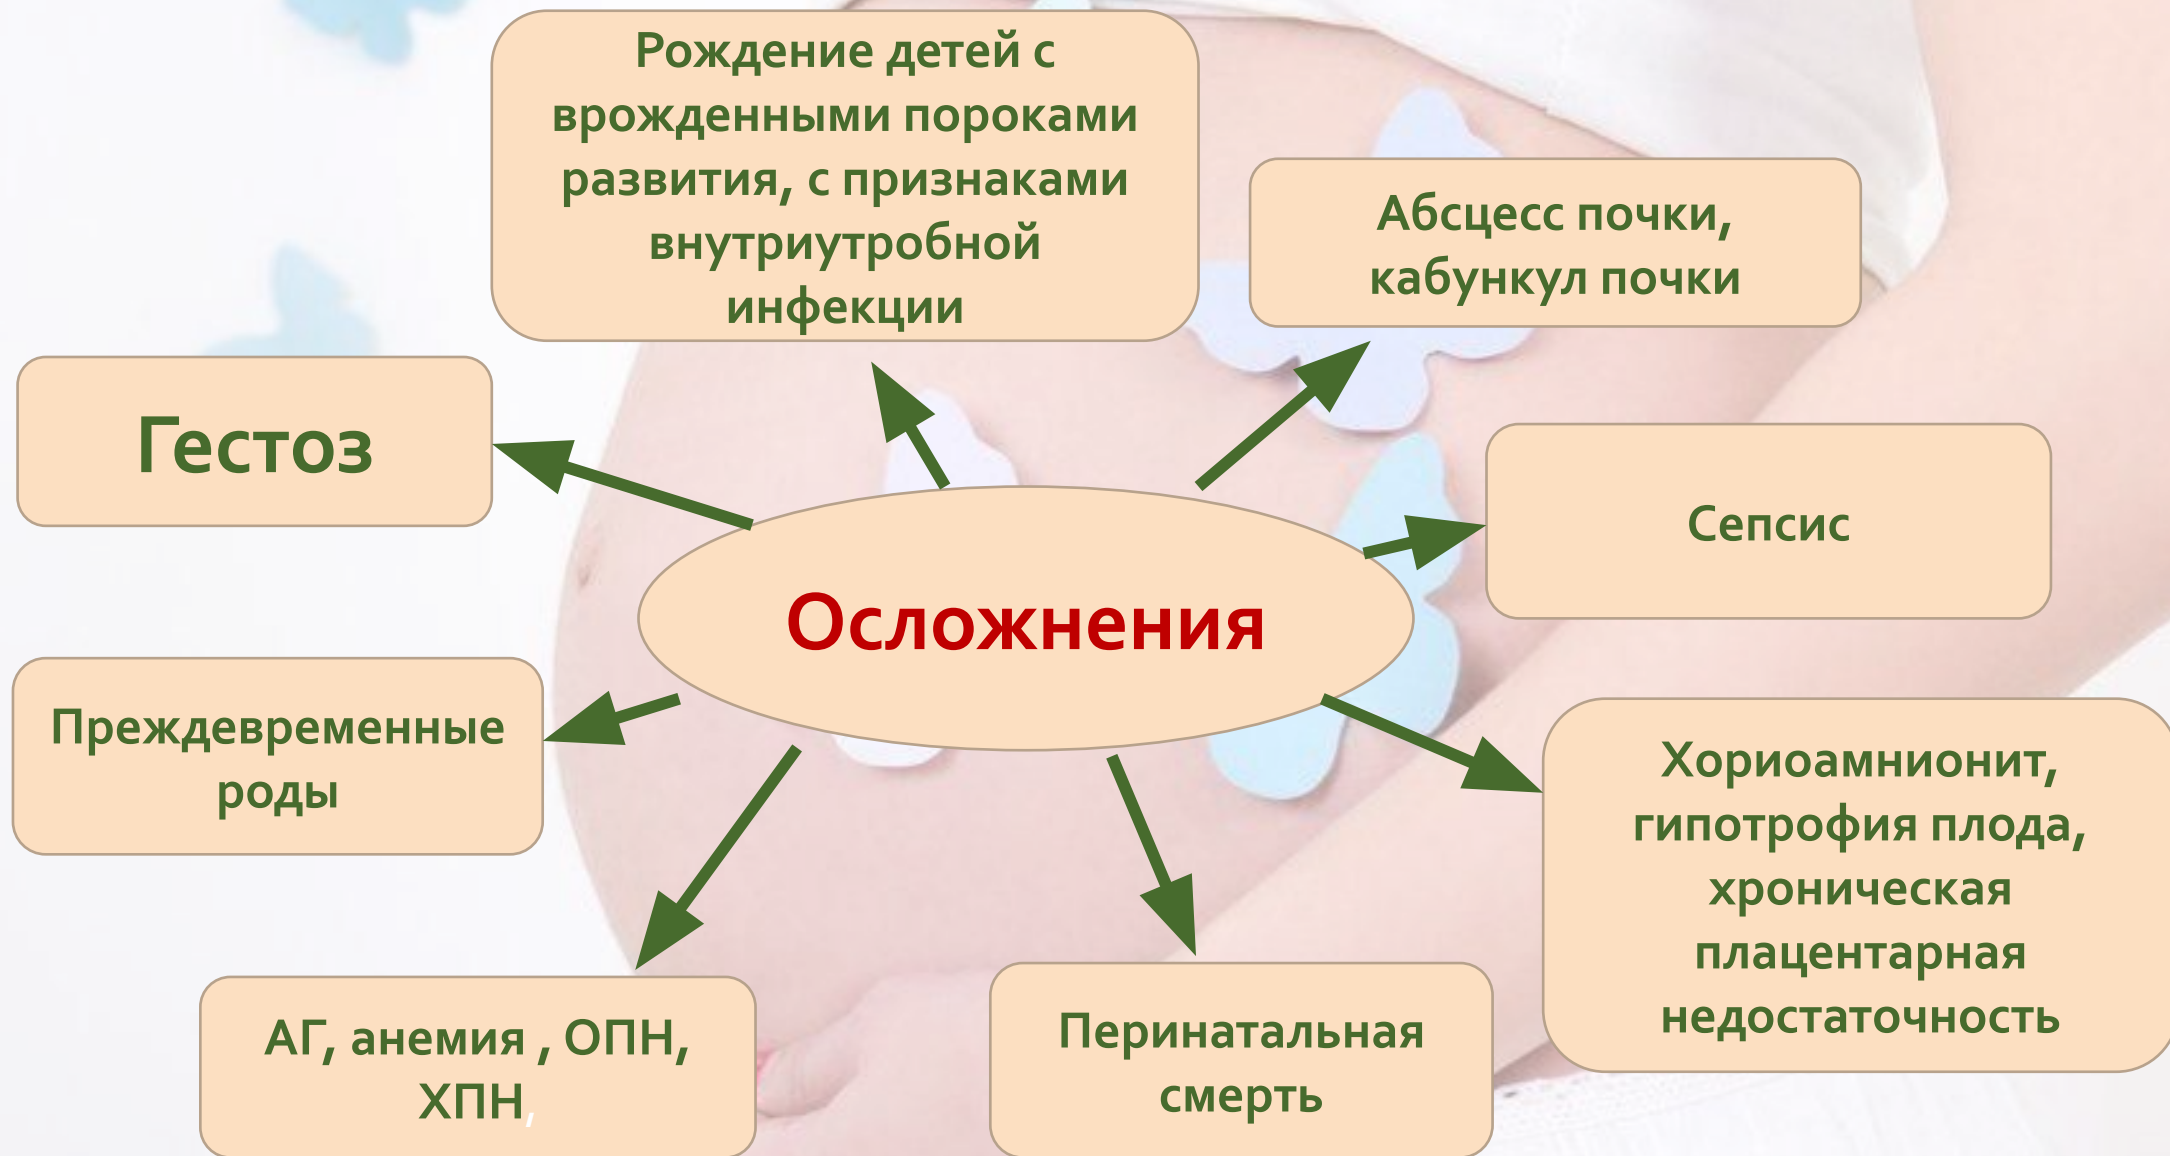 Рождение детей с
врожденными пороками
развития, с признаками
внутриутробной
инфекции
Абсцесс почки,
кабункул почки
Гестоз
Сепсис
Осложнения
Преждевременные
роды
Хориоамнионит,
гипотрофия плода,
хроническая
плацентарная
недостаточность
АГ, анемия , ОПН,
ХПН,
Перинатальная
смерть